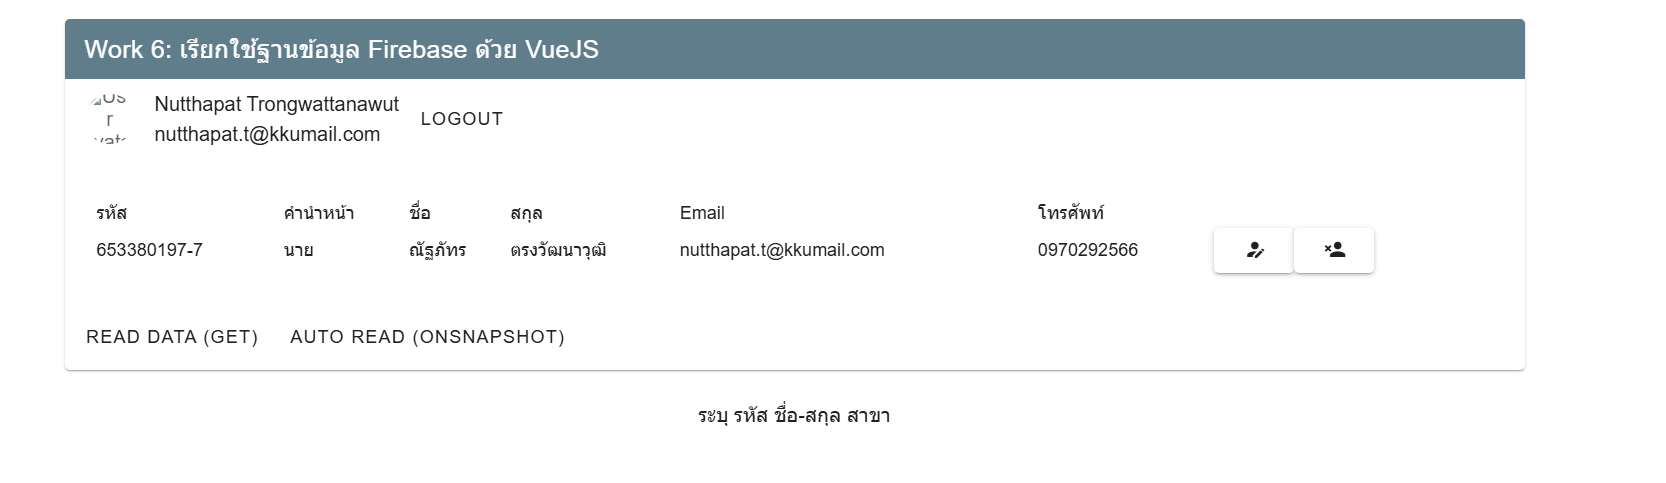 Work 6: เรียกใช้ฐานข้อมูล Firebase ด้วย VueJS
Nutthapat Trongwattanawut
nutthapat.t@kkumail.com
LOGOUT
รหัส คำนำหน้า ชื่อ สกุล Email โทรศัพท์
653380197-7 นาย ณัฐภัทร ตรงวัฒนาวุฒิ nutthapat.t@kkumail.com 0970292566
READ DATA (GET) AUTO READ (ONSNAPSHOT)
ระบุ รหัส ชื่อ-สกุล สาขา